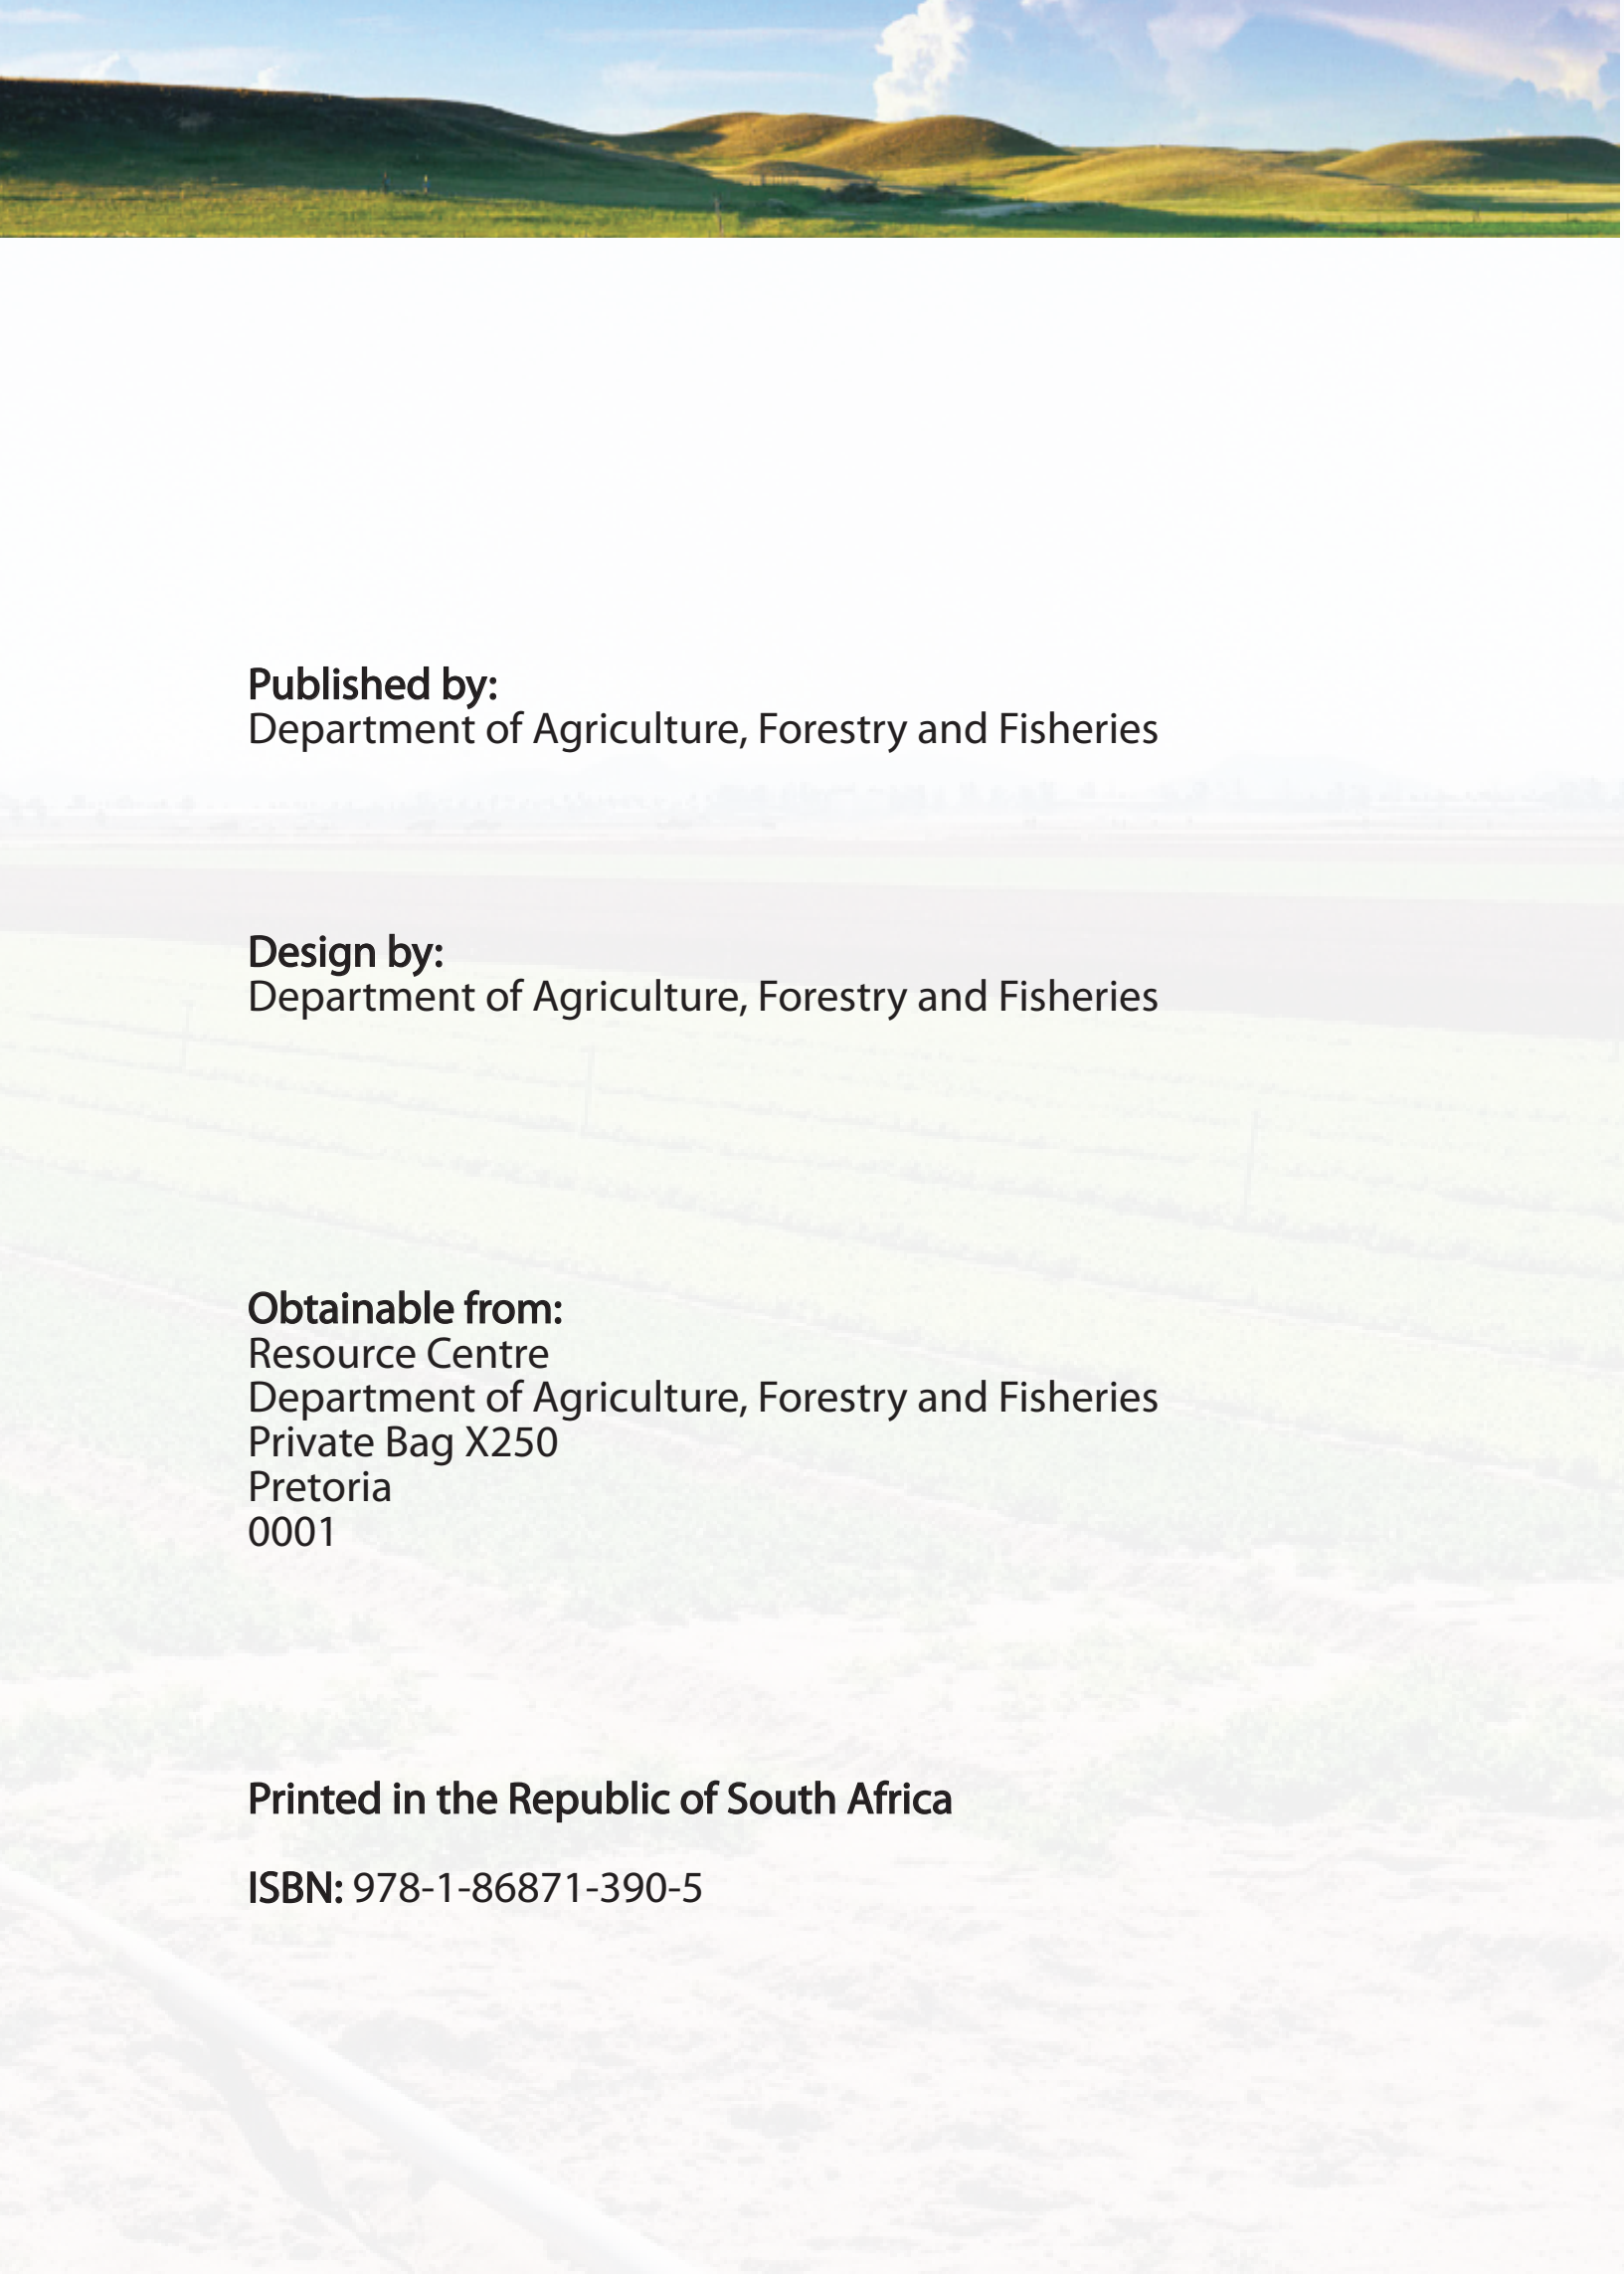 Published by:
Department of Agriculture, Forestry and Fisheries
Design by:
Department of Agriculture, Forestry and Fisheries
Obtainable from:
Resource Centre
Department of Agriculture, Forestry and Fisheries
Private Bag X250
Pretoria
0001
Printed in the Republic of South Africa
ISBN: 978-1-86871-390-5